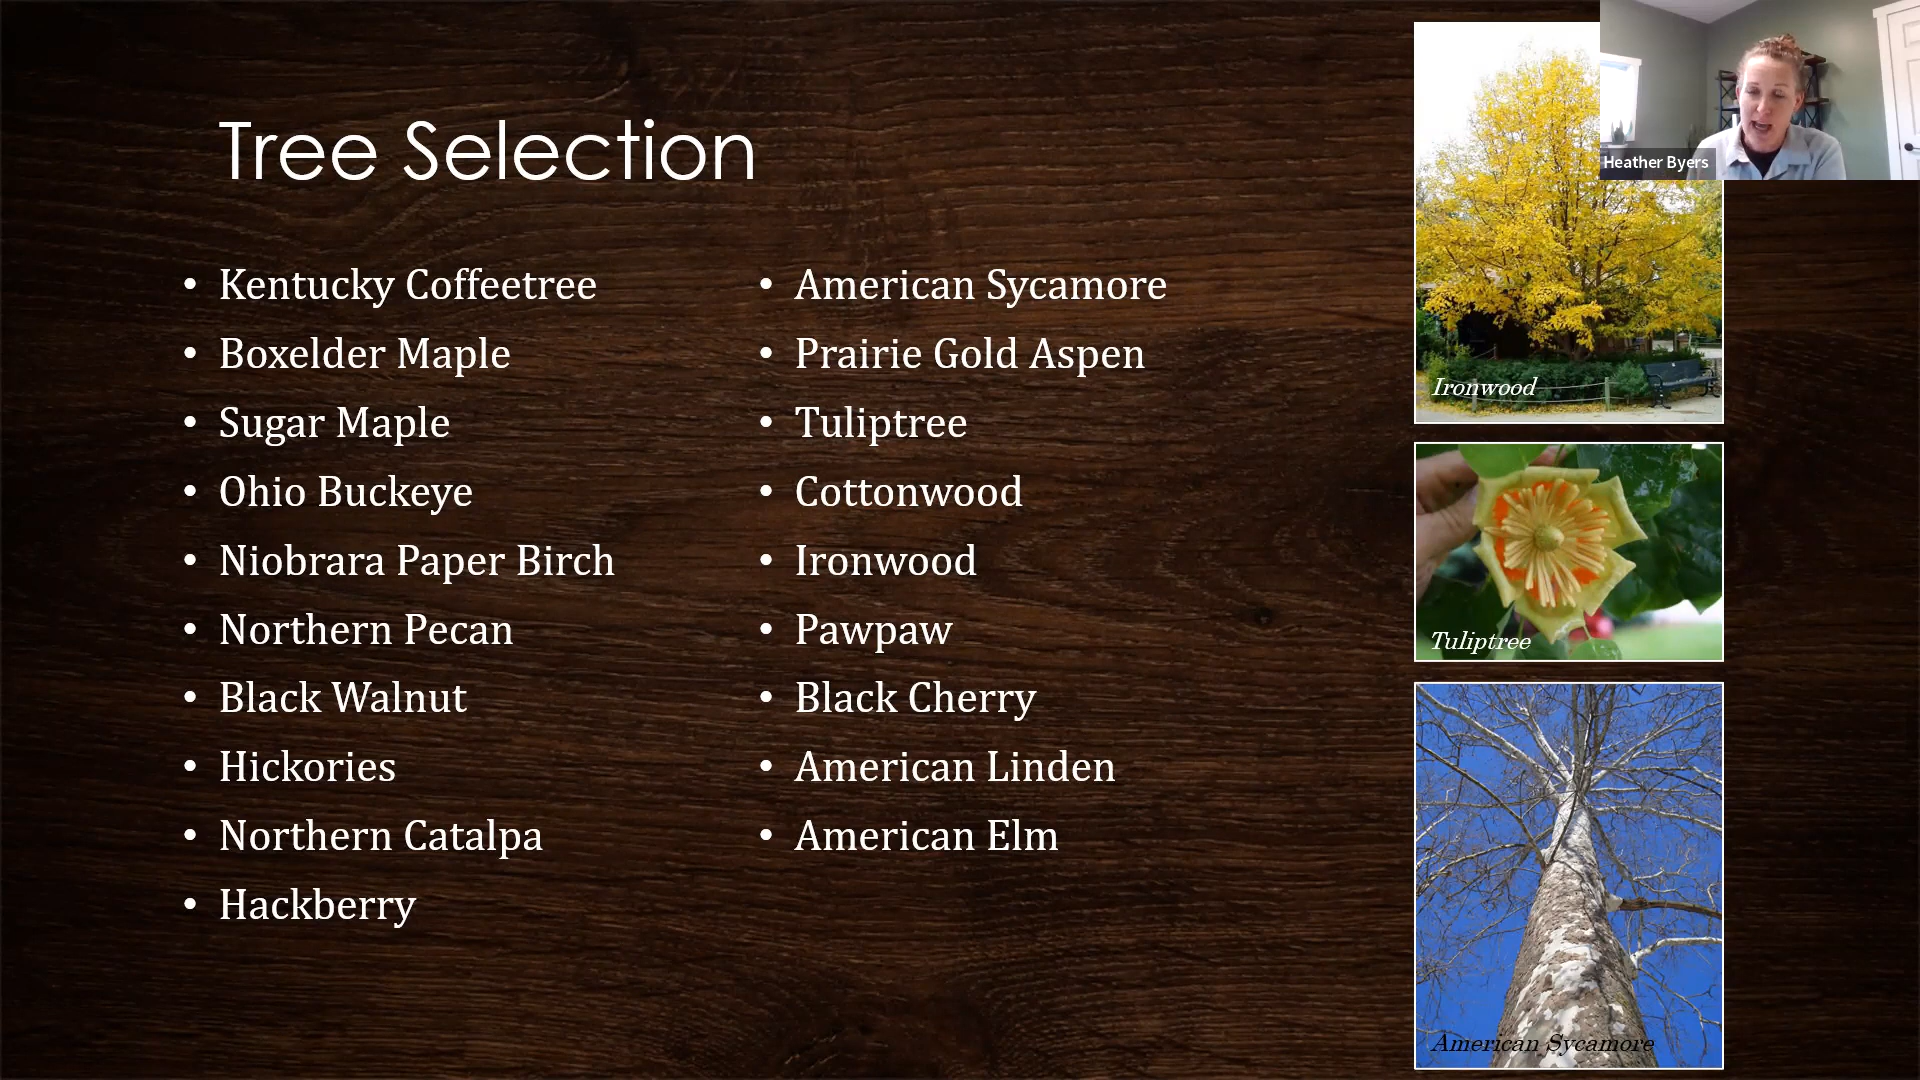 Tree Selection
Kentucky Coffeetree
Boxelder Maple
Sugar Maple
Ohio Buckeye
Niobrara Paper Birch
Northern Pecan
Black Walnut
Hickories
Northern Catalpa
Hackberry
American Sycamore
Prairie Gold Aspen
Tuliptree
Cottonwood
Ironwood
Pawpaw
Black Cherry
American Linden
American Elm
Heather Byers
Ironwood
Tuliptree
American Sycamore